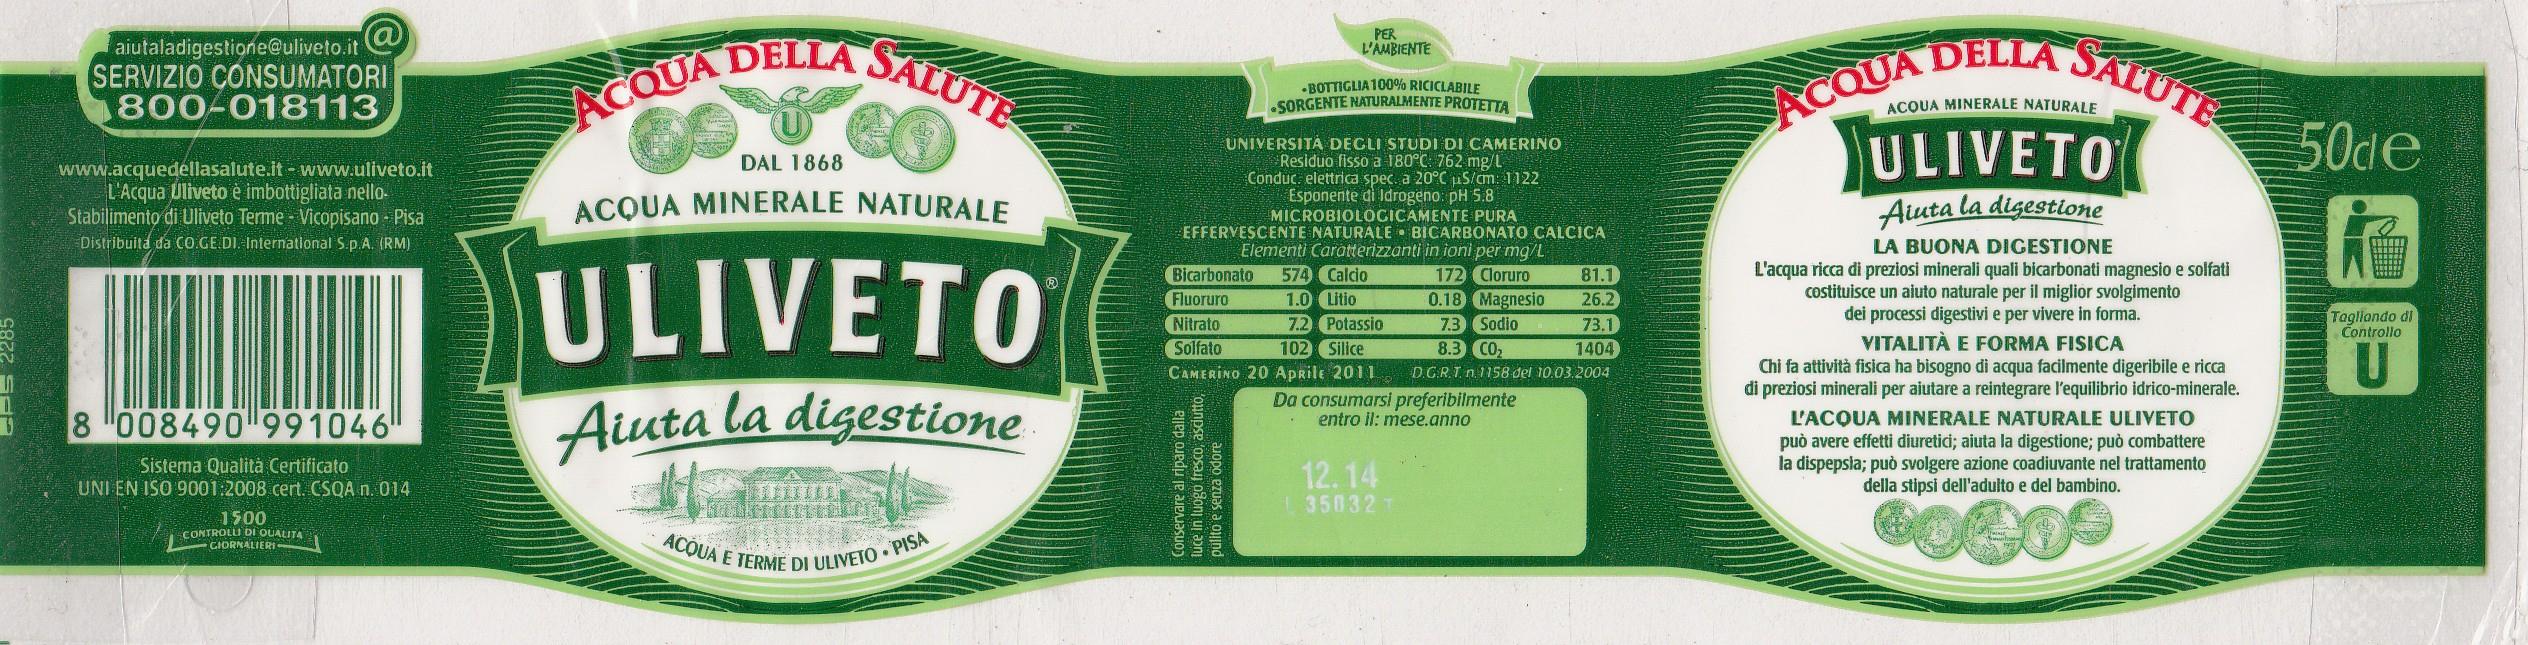 aiutaladigestione@uliveto.it @
SERVIZIO CONSUMATORI
800-018113
www.acquedellasalute.it - www.uliveto.it
L'Acqua Uliveto è imbottigliata nello
Stabilimento di Uliveto Terme - Vicopisano - Pisa
Distribuita da CO.GE.DI. International S.p.A. (RM)
8 008490 991046
Sistema Qualità Certificato
UNI EN ISO 9001:2008 cert. CSQA n. 014
1500
CONTROLLI DI QUALITÀ
GIORNALIERI
2285
ACQUA DELLA SALUTE
U
DAL 1868
ACQUA MINERALE NATURALE
ULIVETO®
Aiuta la digestione
ACQUA E TERME DI ULIVETO • PISA
PER
L'AMBIENTE
•BOTTIGLIA 100% RICICLABILE
•SORGENTE NATURALMENTE PROTETTA
UNIVERSITÀ DEGLI STUDI DI CAMERINO
Residuo fisso a 180°C: 762 mg/L
Conduc. elettrica spec. a 20°C µS/cm: 1122
Esponente di Idrogeno: pH 5.8
MICROBIOLOGICAMENTE PURA
EFFERVESCENTE NATURALE • BICARBONATO CALCICA
Elementi Caratterizzanti in ioni per mg/L
Bicarbonato 574 Calcio 172 Cloruro 81.1
Fluoruro 1.0 Litio 0.18 Magnesio 26.2
Nitrato 7.2 Potassio 7.3 Sodio 73.1
Solfato 102 Silice 8.3 CO₂ 1404
CAMERINO 20 Aprile 2011 D.G.R.T. n.1158 del 10.03.2004
Conservare al riparo dalla
luce in luogo fresco, asciutto,
pulito e senza odore
Da consumarsi preferibilmente
entro il: mese.anno
12.14
L 35032 T
ACQUA DELLA SALUTE
ACQUA MINERALE NATURALE
ULIVETO®
Aiuta la digestione
LA BUONA DIGESTIONE
L'acqua ricca di preziosi minerali quali bicarbonati magnesio e solfati
costituisce un aiuto naturale per il miglior svolgimento
dei processi digestivi e per vivere in forma.
VITALITÀ E FORMA FISICA
Chi fa attività fisica ha bisogno di acqua facilmente digeribile e ricca
di preziosi minerali per aiutare a reintegrare l'equilibrio idrico-minerale.
L'ACQUA MINERALE NATURALE ULIVETO
può avere effetti diuretici; aiuta la digestione; può combattere
la dispepsia; può svolgere azione coadiuvante nel trattamento
della stipsi dell'adulto e del bambino.
50cl e
Tagliando di
Controllo
U